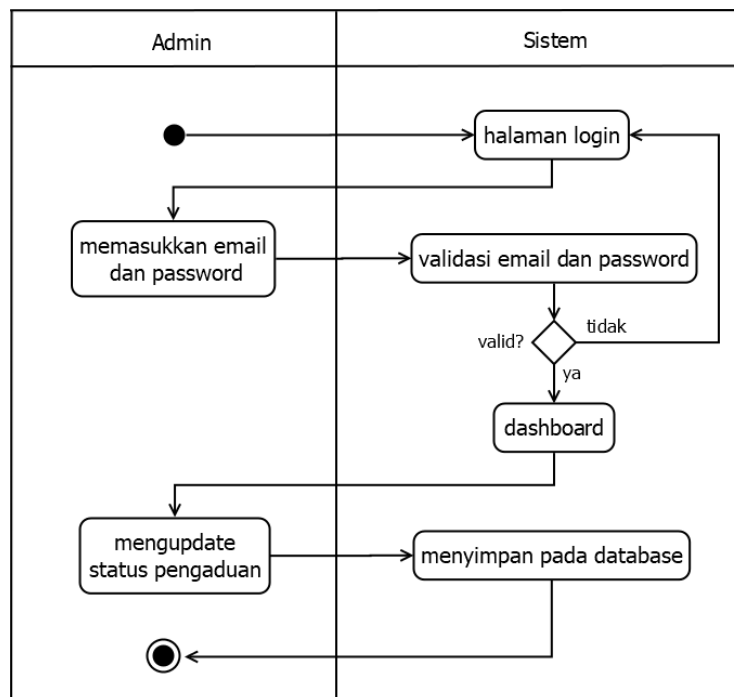 Admin
Sistem
halaman login
memasukkan email
dan password
validasi email dan password
valid?
tidak
ya
dashboard
mengupdate
status pengaduan
menyimpan pada database